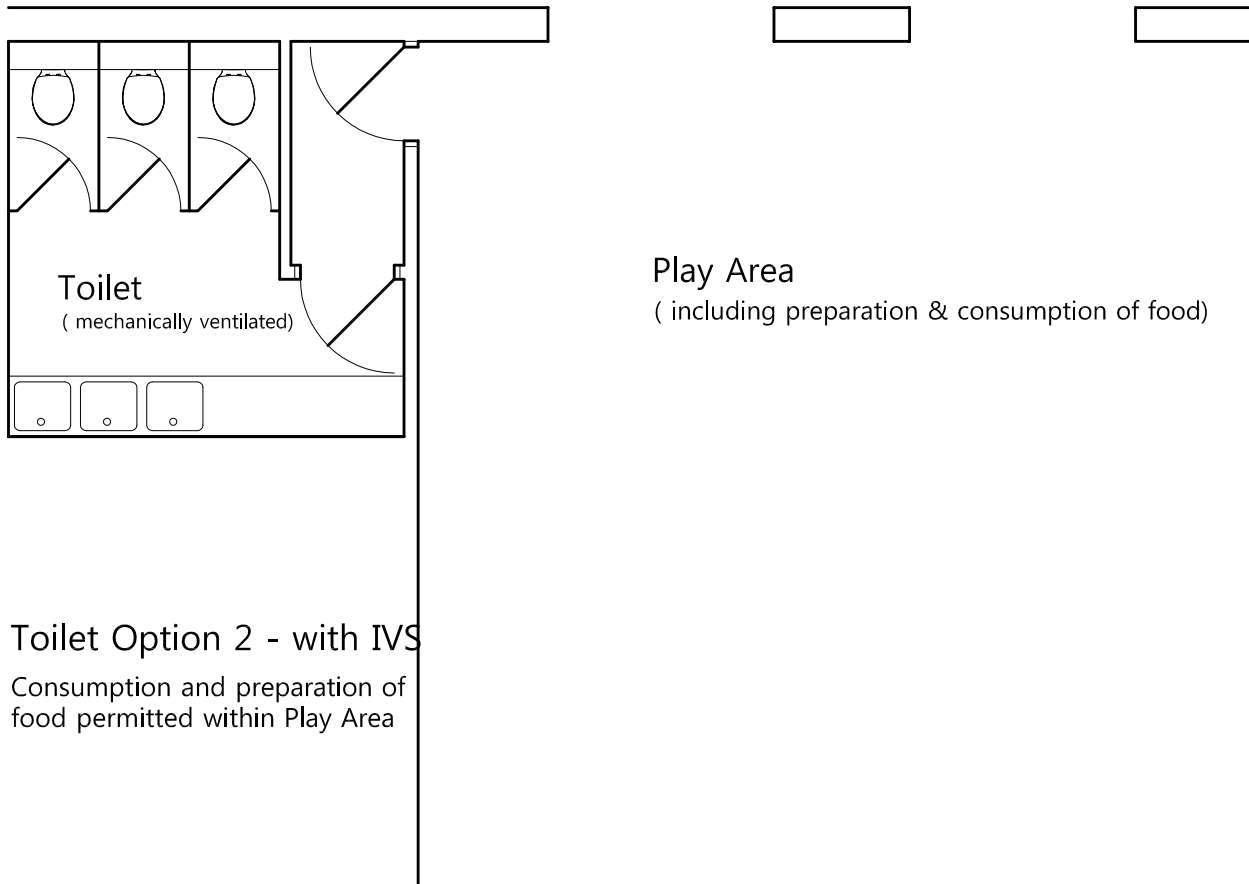 Toilet
( mechanically ventilated)
Play Area
( including preparation & consumption of food)
Toilet Option 2 - with IVS
Consumption and preparation of
food permitted within Play Area